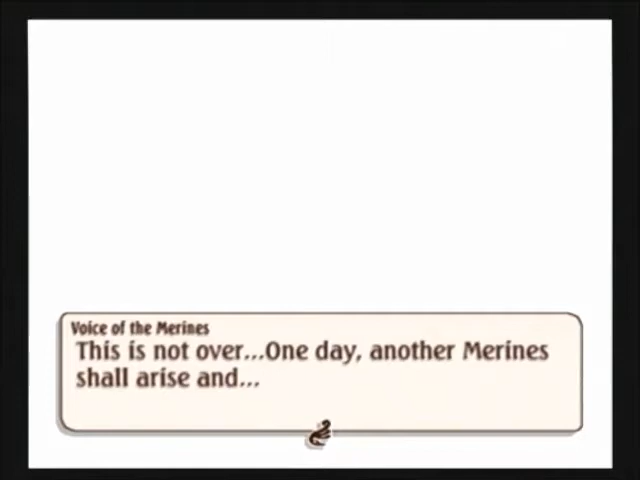 Voice of the Merines
This is not over...One day, another Merines
shall arise and...